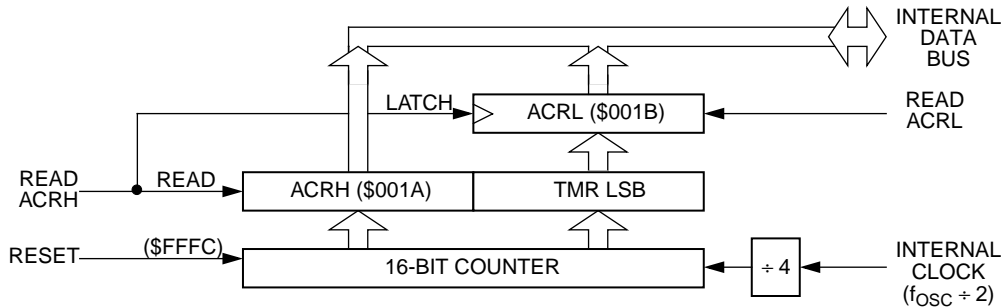 INTERNAL
DATA
BUS
LATCH
ACRL ($001B)
READ
ACRL
READ
ACRH
READ
ACRH ($001A)
TMR LSB
RESET
($FFFC)
16-BIT COUNTER
÷ 4
INTERNAL
CLOCK
(fOSC ÷ 2)